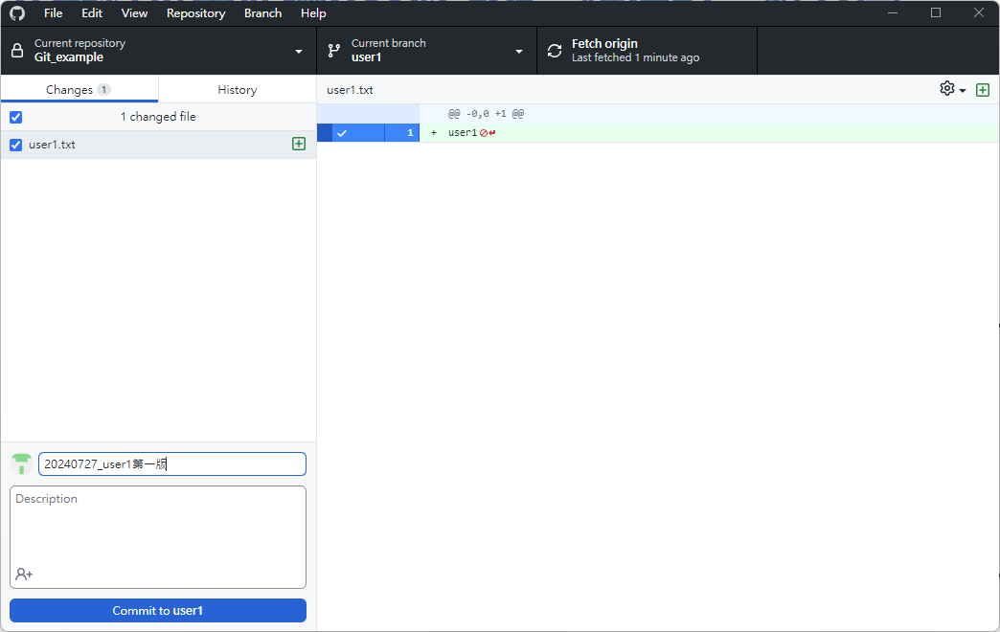 File Edit View Repository Branch Help
Current repository
Git_example
Current branch
user1
Fetch origin
Last fetched 1 minute ago
Changes 1
History
1 changed file
user1.txt
user1.txt
@@ -0,0 +1 @@
1 + user1
20240727_user1第一版
Description
Commit to user1